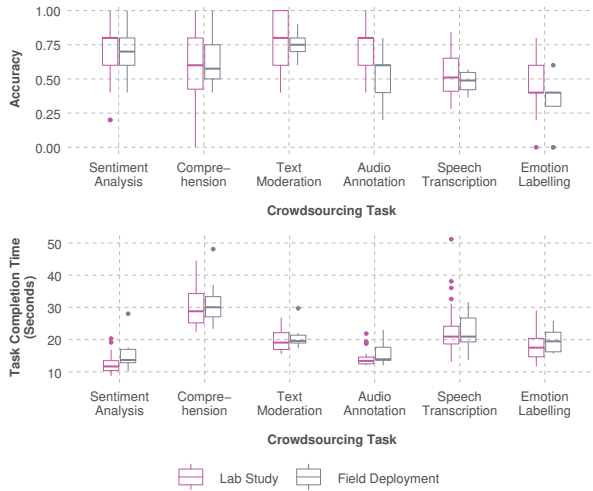 Accuracy
1.00
0.75
0.50
0.25
0.00
Sentiment Analysis
Compre–hension
Text Moderation
Audio Annotation
Speech Transcription
Emotion Labelling
Crowdsourcing Task
Task Completion Time
(Seconds)
50
40
30
20
10
Sentiment Analysis
Compre–hension
Text Moderation
Audio Annotation
Speech Transcription
Emotion Labelling
Crowdsourcing Task
Lab Study
Field Deployment